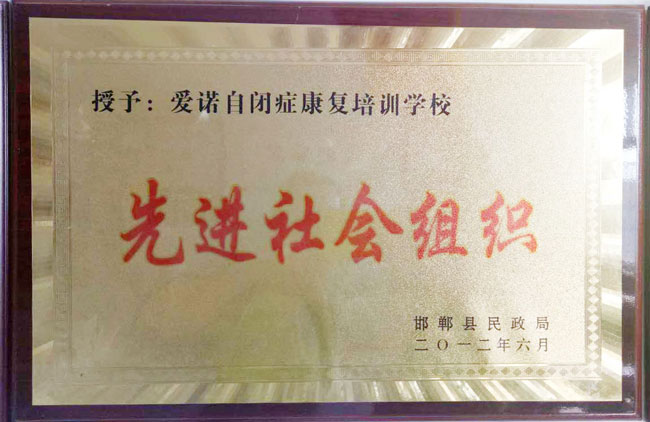 授予：爱诺自闭症康复培训学校
先进社会组织
邯郸县民政局
二〇一二年六月